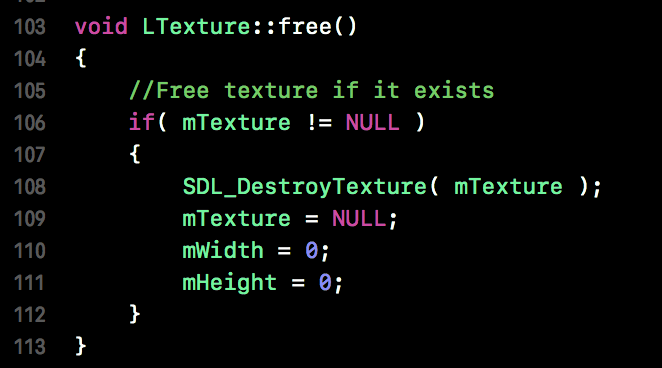 103 void LTexture::free()
104 {
105     //Free texture if it exists
106     if( mTexture != NULL )
107     {
108         SDL_DestroyTexture( mTexture );
109         mTexture = NULL;
110         mWidth = 0;
111         mHeight = 0;
112     }
113 }